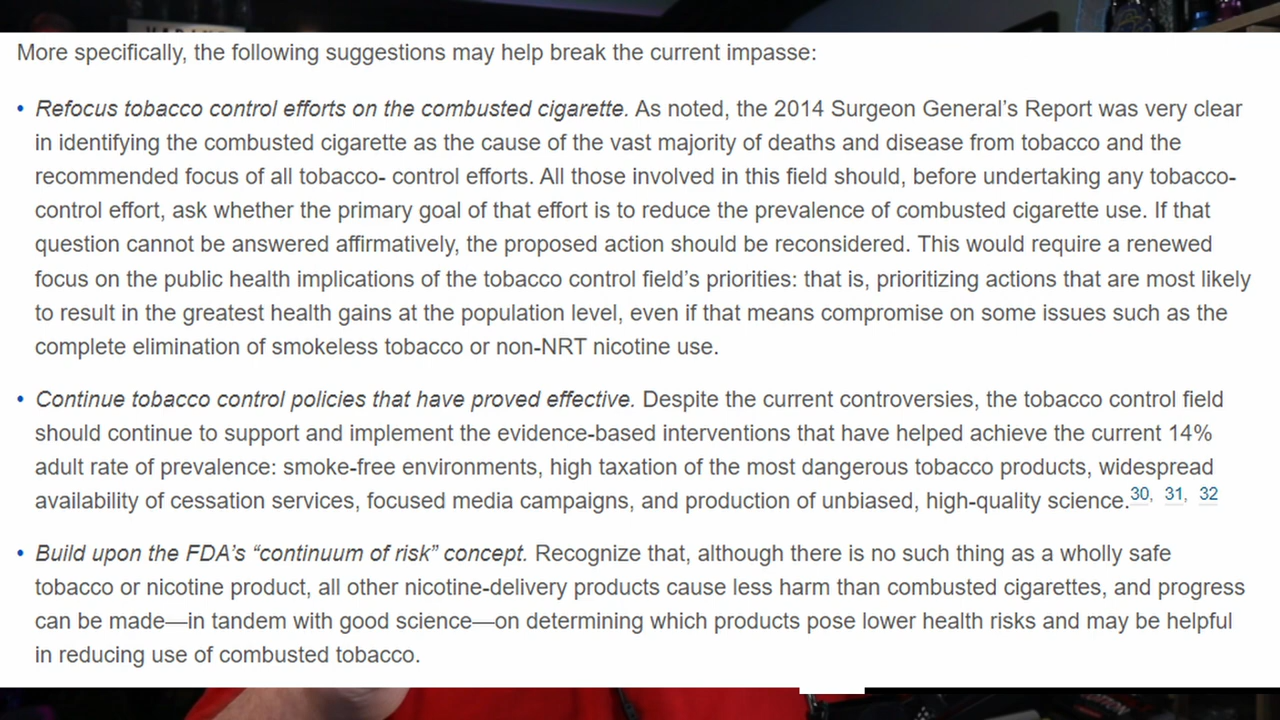 More specifically, the following suggestions may help break the current impasse:
• Refocus tobacco control efforts on the combusted cigarette. As noted, the 2014 Surgeon General’s Report was very clear
in identifying the combusted cigarette as the cause of the vast majority of deaths and disease from tobacco and the
recommended focus of all tobacco- control efforts. All those involved in this field should, before undertaking any tobacco-
control effort, ask whether the primary goal of that effort is to reduce the prevalence of combusted cigarette use. If that
question cannot be answered affirmatively, the proposed action should be reconsidered. This would require a renewed
focus on the public health implications of the tobacco control field’s priorities: that is, prioritizing actions that are most likely
to result in the greatest health gains at the population level, even if that means compromise on some issues such as the
complete elimination of smokeless tobacco or non-NRT nicotine use.
• Continue tobacco control policies that have proved effective. Despite the current controversies, the tobacco control field
should continue to support and implement the evidence-based interventions that have helped achieve the current 14%
adult rate of prevalence: smoke-free environments, high taxation of the most dangerous tobacco products, widespread
availability of cessation services, focused media campaigns, and production of unbiased, high-quality science.30, 31, 32
• Build upon the FDA’s “continuum of risk” concept. Recognize that, although there is no such thing as a wholly safe
tobacco or nicotine product, all other nicotine-delivery products cause less harm than combusted cigarettes, and progress
can be made—in tandem with good science—on determining which products pose lower health risks and may be helpful
in reducing use of combusted tobacco.